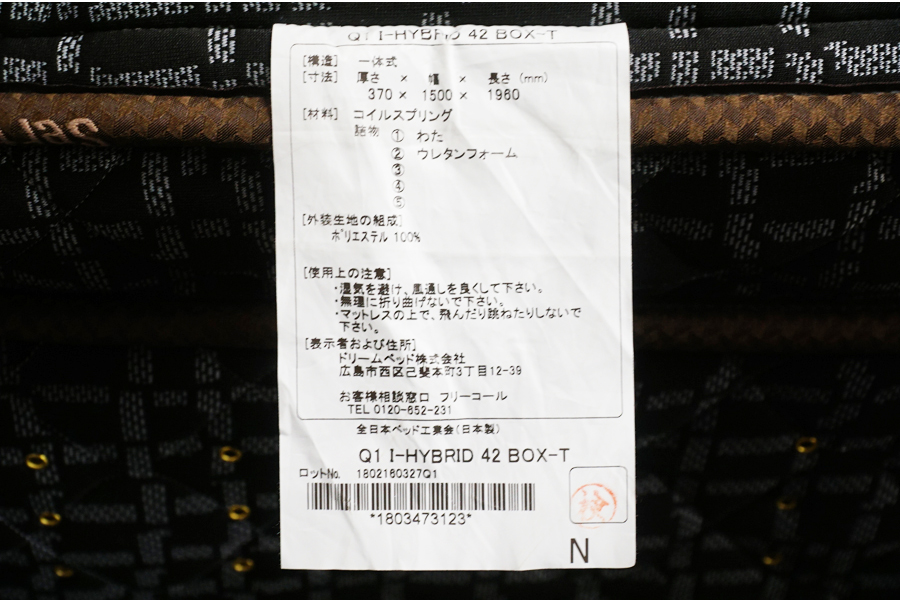 Q1 I-HYBRID 42 BOX-T
[構造] 一体式
[寸法] 厚さ × 幅 × 長さ (mm)
370 × 1500 × 1960
[材料] コイルスプリング
詰物 ① わた
② ウレタンフォーム
③
④
⑤
[外装生地の組成]
ポリエステル 100%
[使用上の注意]
・湿気を避け、風通しを良くして下さい。
・無理に折り曲げないで下さい。
・マットレスの上で、飛んだり跳ねたりしないで
下さい。
[表示者および住所]
ドリームベッド株式会社
広島市西区己斐本町3丁目12-39
お客様相談窓口 フリーコール
TEL 0120-652-231
全日本ベッド工業会(日本製)
Q1 I-HYBRID 42 BOX-T
ロットNo. 1802160327Q1
*1803473123*
検
N